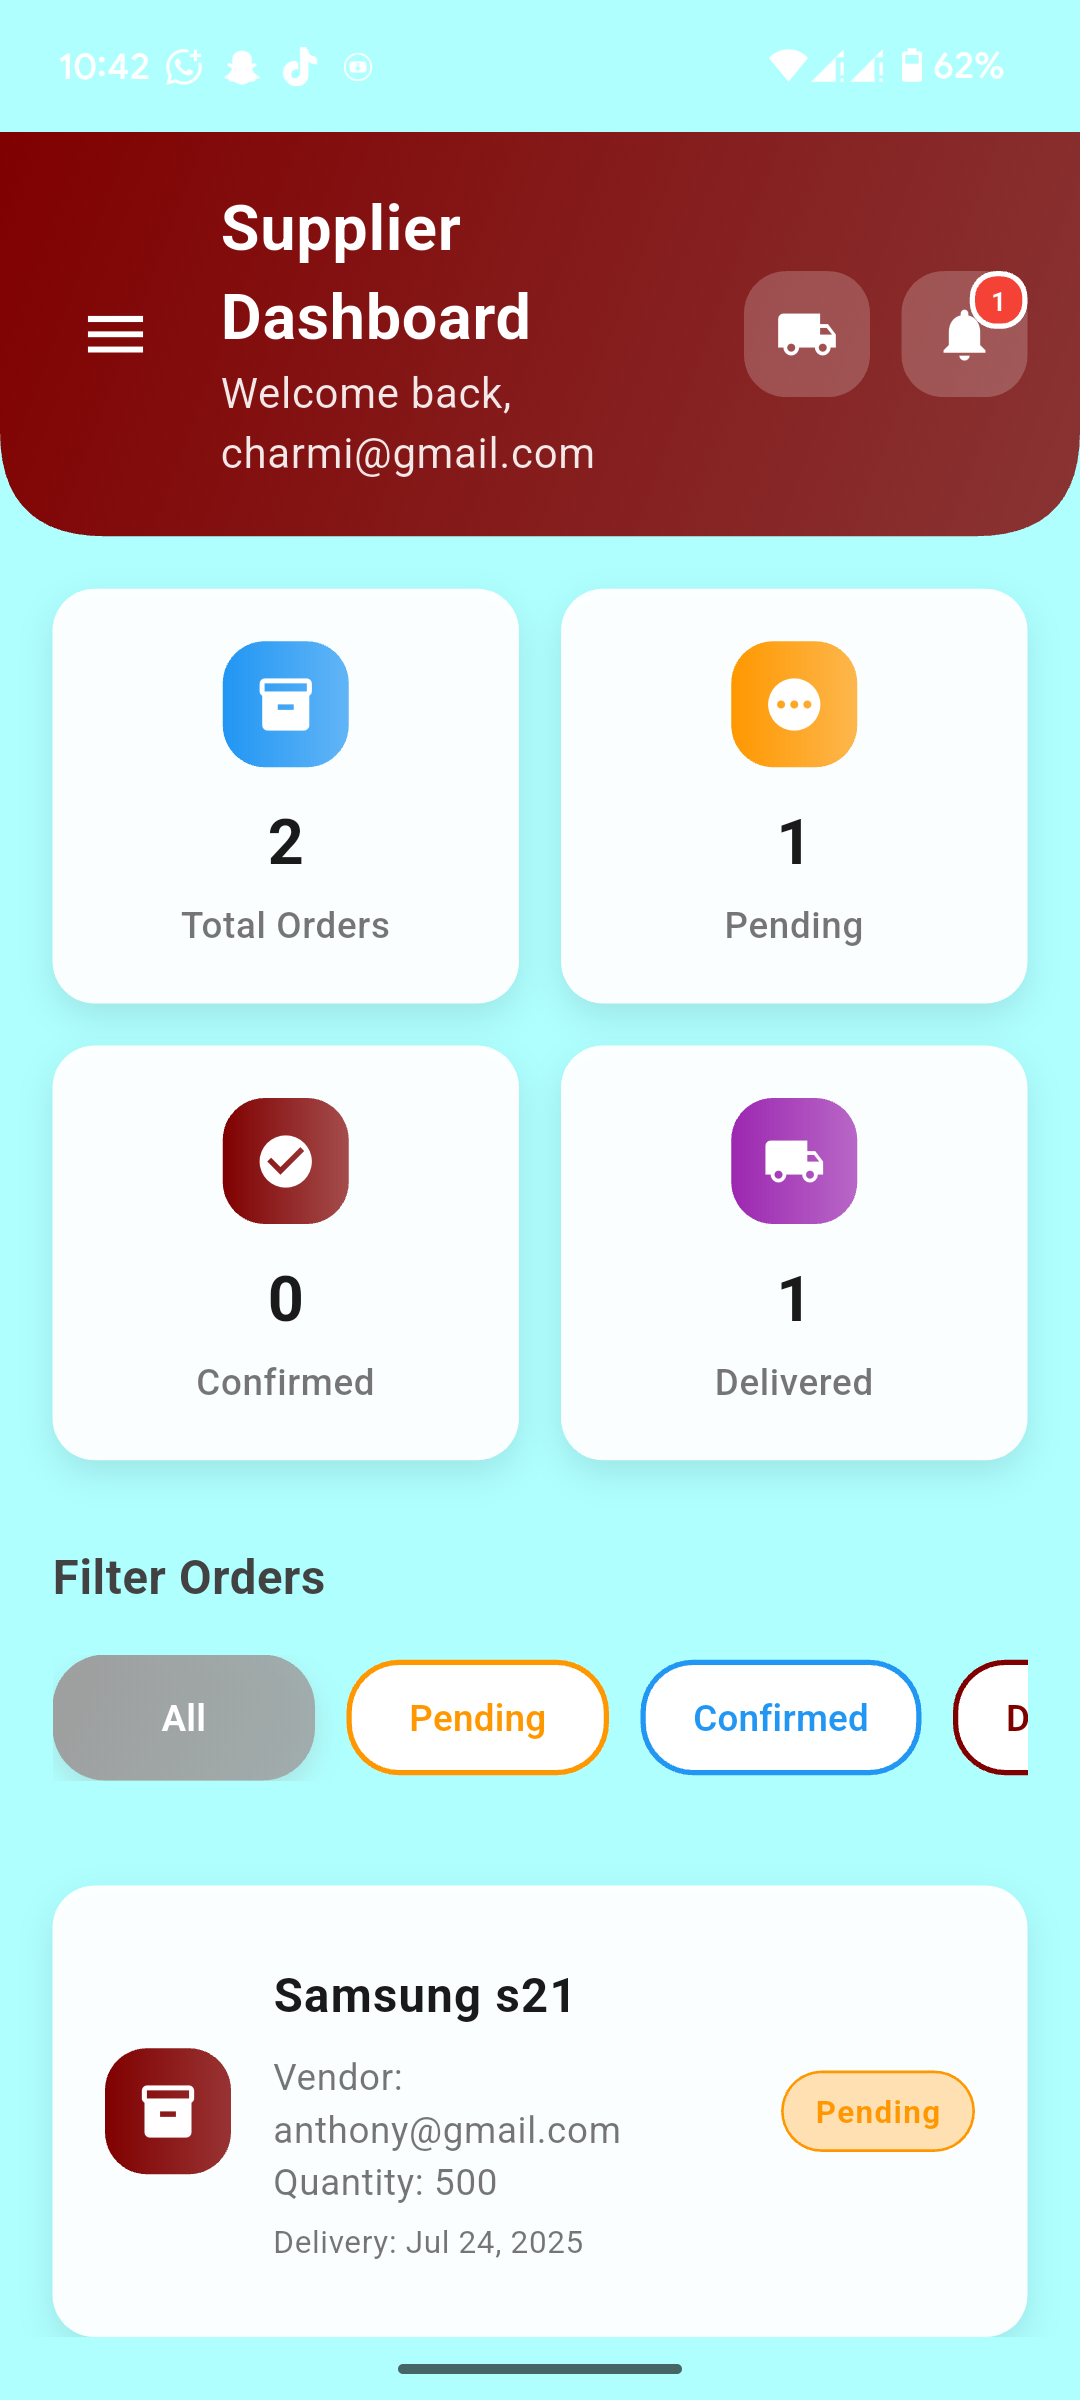 10:42
62%
Supplier
Dashboard
Welcome back,
charmi@gmail.com
1
2
Total Orders
1
Pending
0
Confirmed
1
Delivered
Filter Orders
All
Pending
Confirmed
D
Samsung s21
Vendor:
anthony@gmail.com
Quantity: 500
Delivery: Jul 24, 2025
Pending